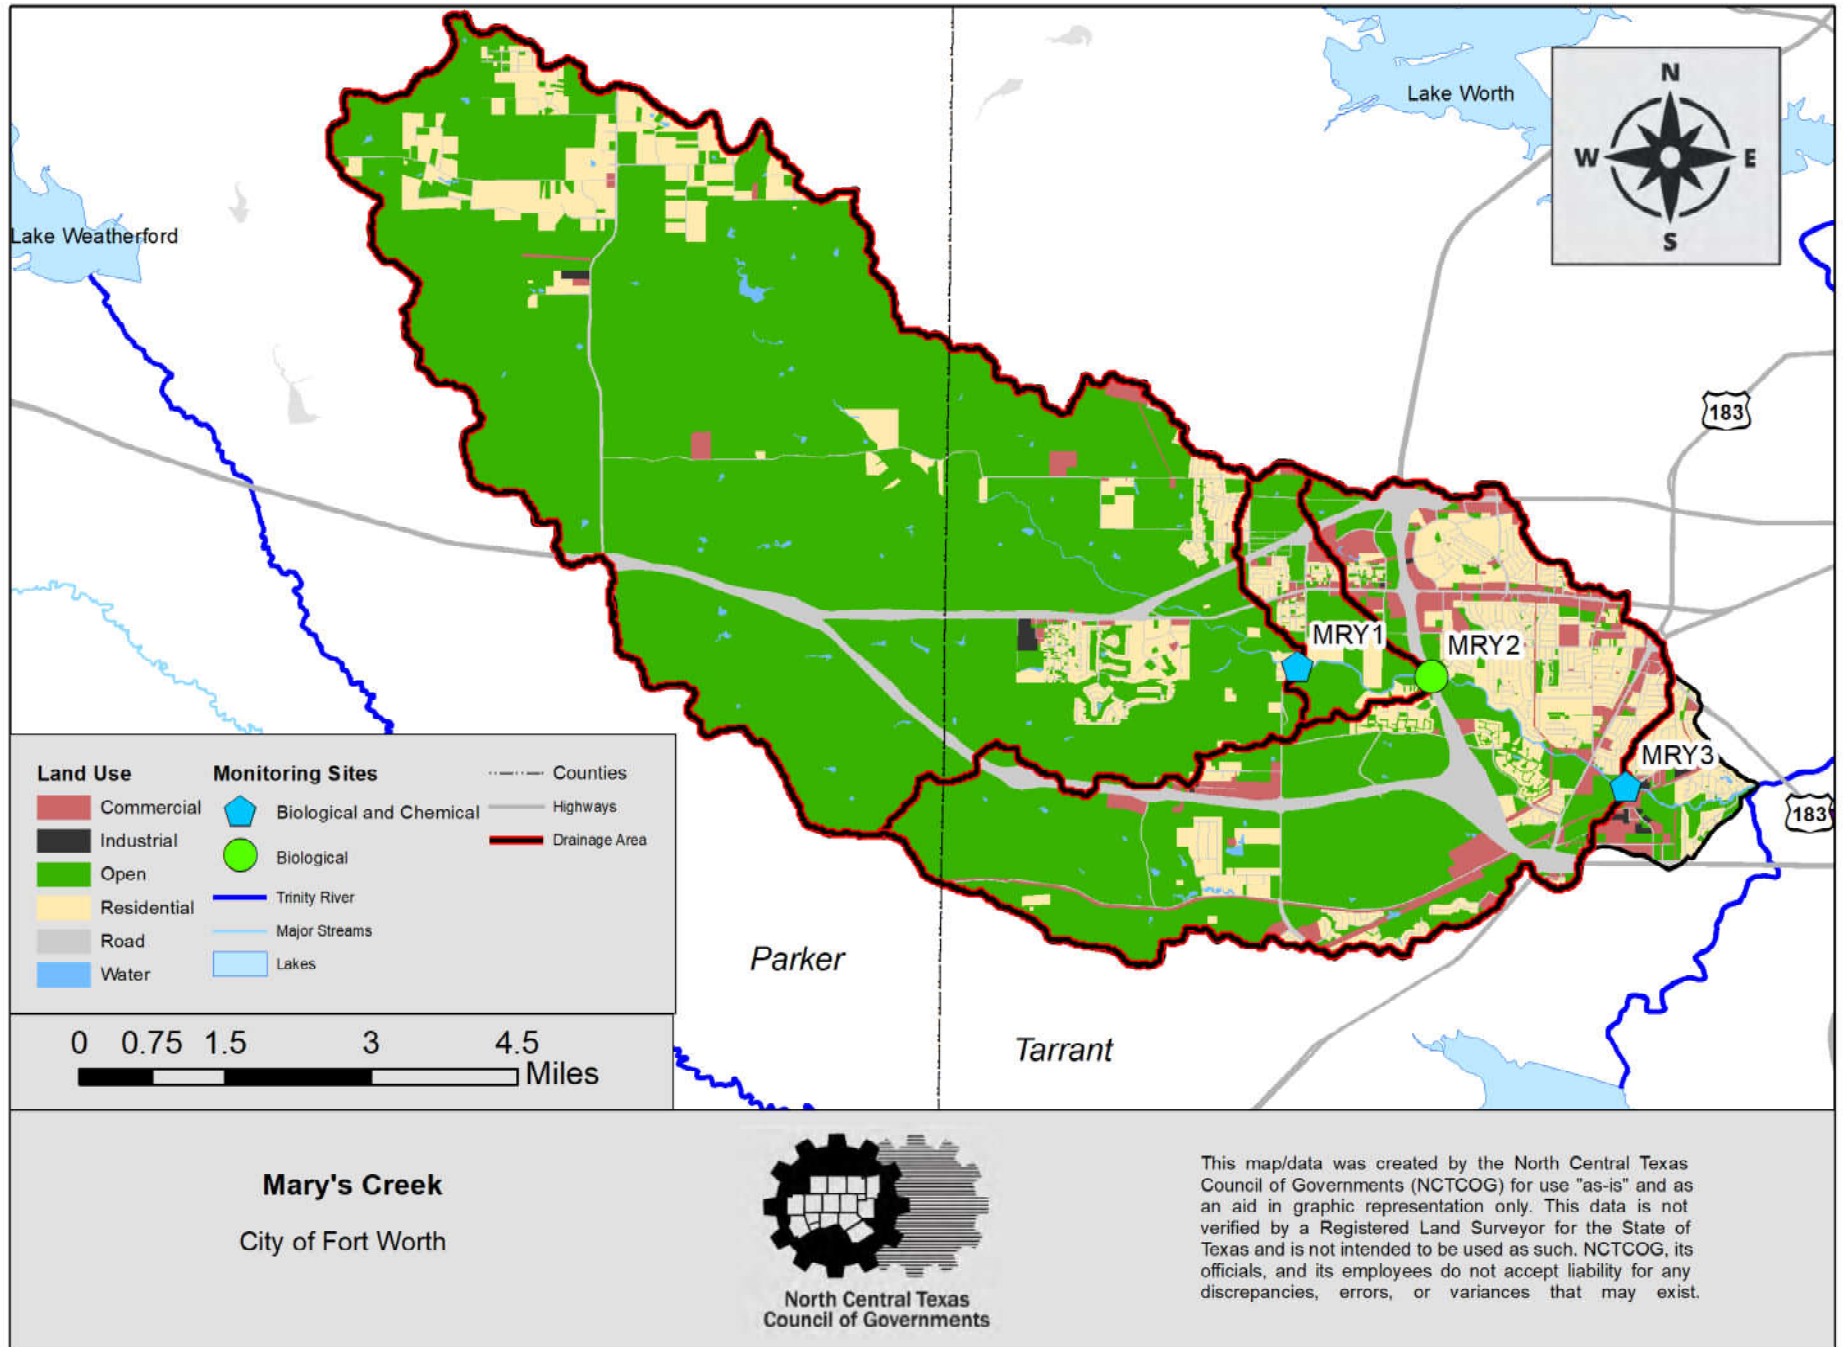 Lake Worth
N
W E
S
Lake Weatherford
183
MRY1
MRY2
MRY3
183
Land Use
Commercial
Industrial
Open
Residential
Road
Water
Monitoring Sites
Biological and Chemical
Biological
Trinity River
Major Streams
Lakes
Counties
Highways
Drainage Area
Parker
Tarrant
0 0.75 1.5 3 4.5
Miles
Mary's Creek
City of Fort Worth
North Central Texas
Council of Governments
This map/data was created by the North Central Texas
Council of Governments (NCTCOG) for use "as-is" and as
an aid in graphic representation only. This data is not
verified by a Registered Land Surveyor for the State of
Texas and is not intended to be used as such. NCTCOG, its
officials, and its employees do not accept liability for any
discrepancies, errors, or variances that may exist.